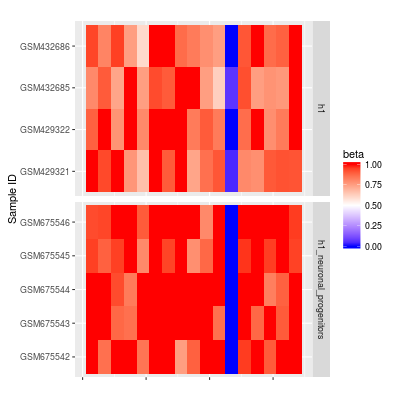 GSM432686
GSM432685
GSM429322
GSM429321
h1
GSM675546
GSM675545
GSM675544
GSM675543
GSM675542
h1_neuronal_progenitors
Sample ID
beta
1.00
0.75
0.50
0.25
0.00